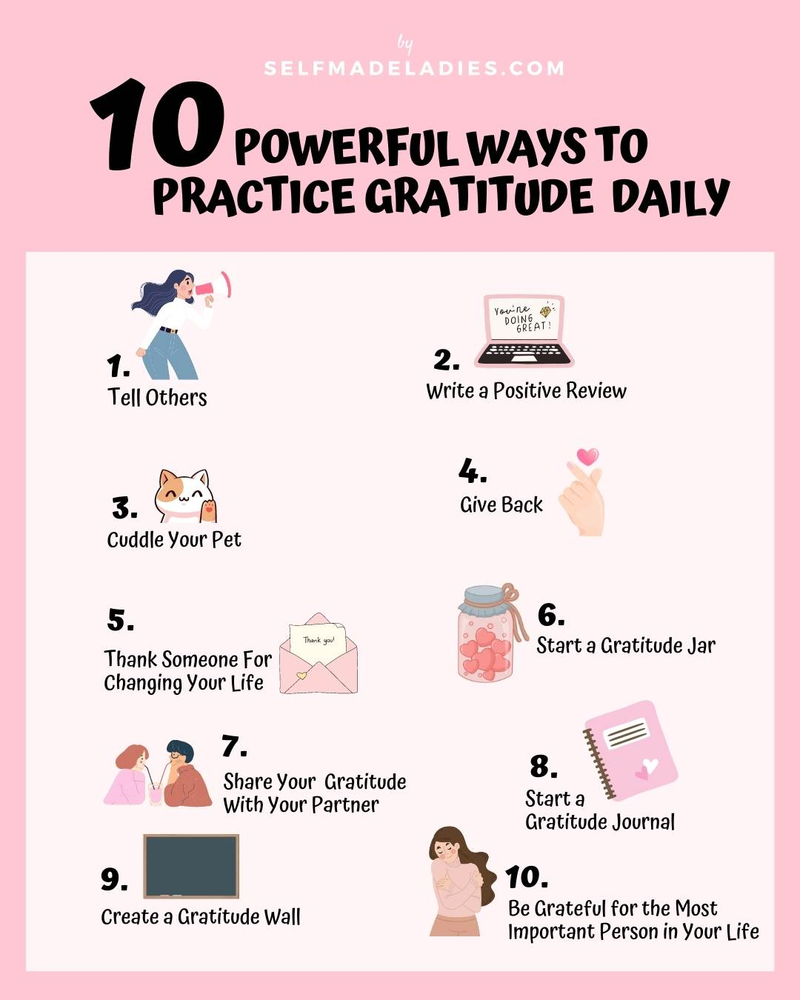 by
SELFMADELADIES.COM
10 POWERFUL WAYS TO
PRACTICE GRATITUDE DAILY
1.
Tell Others
You're
DOING
GREAT!
2.
Write a Positive Review
3.
Cuddle Your Pet
4.
Give Back
5.
Thank you!
Thank Someone For
Changing Your Life
6.
Start a Gratitude Jar
7.
Share Your Gratitude
With Your Partner
8.
Start a
Gratitude Journal
9.
Create a Gratitude Wall
10.
Be Grateful for the Most
Important Person in Your Life